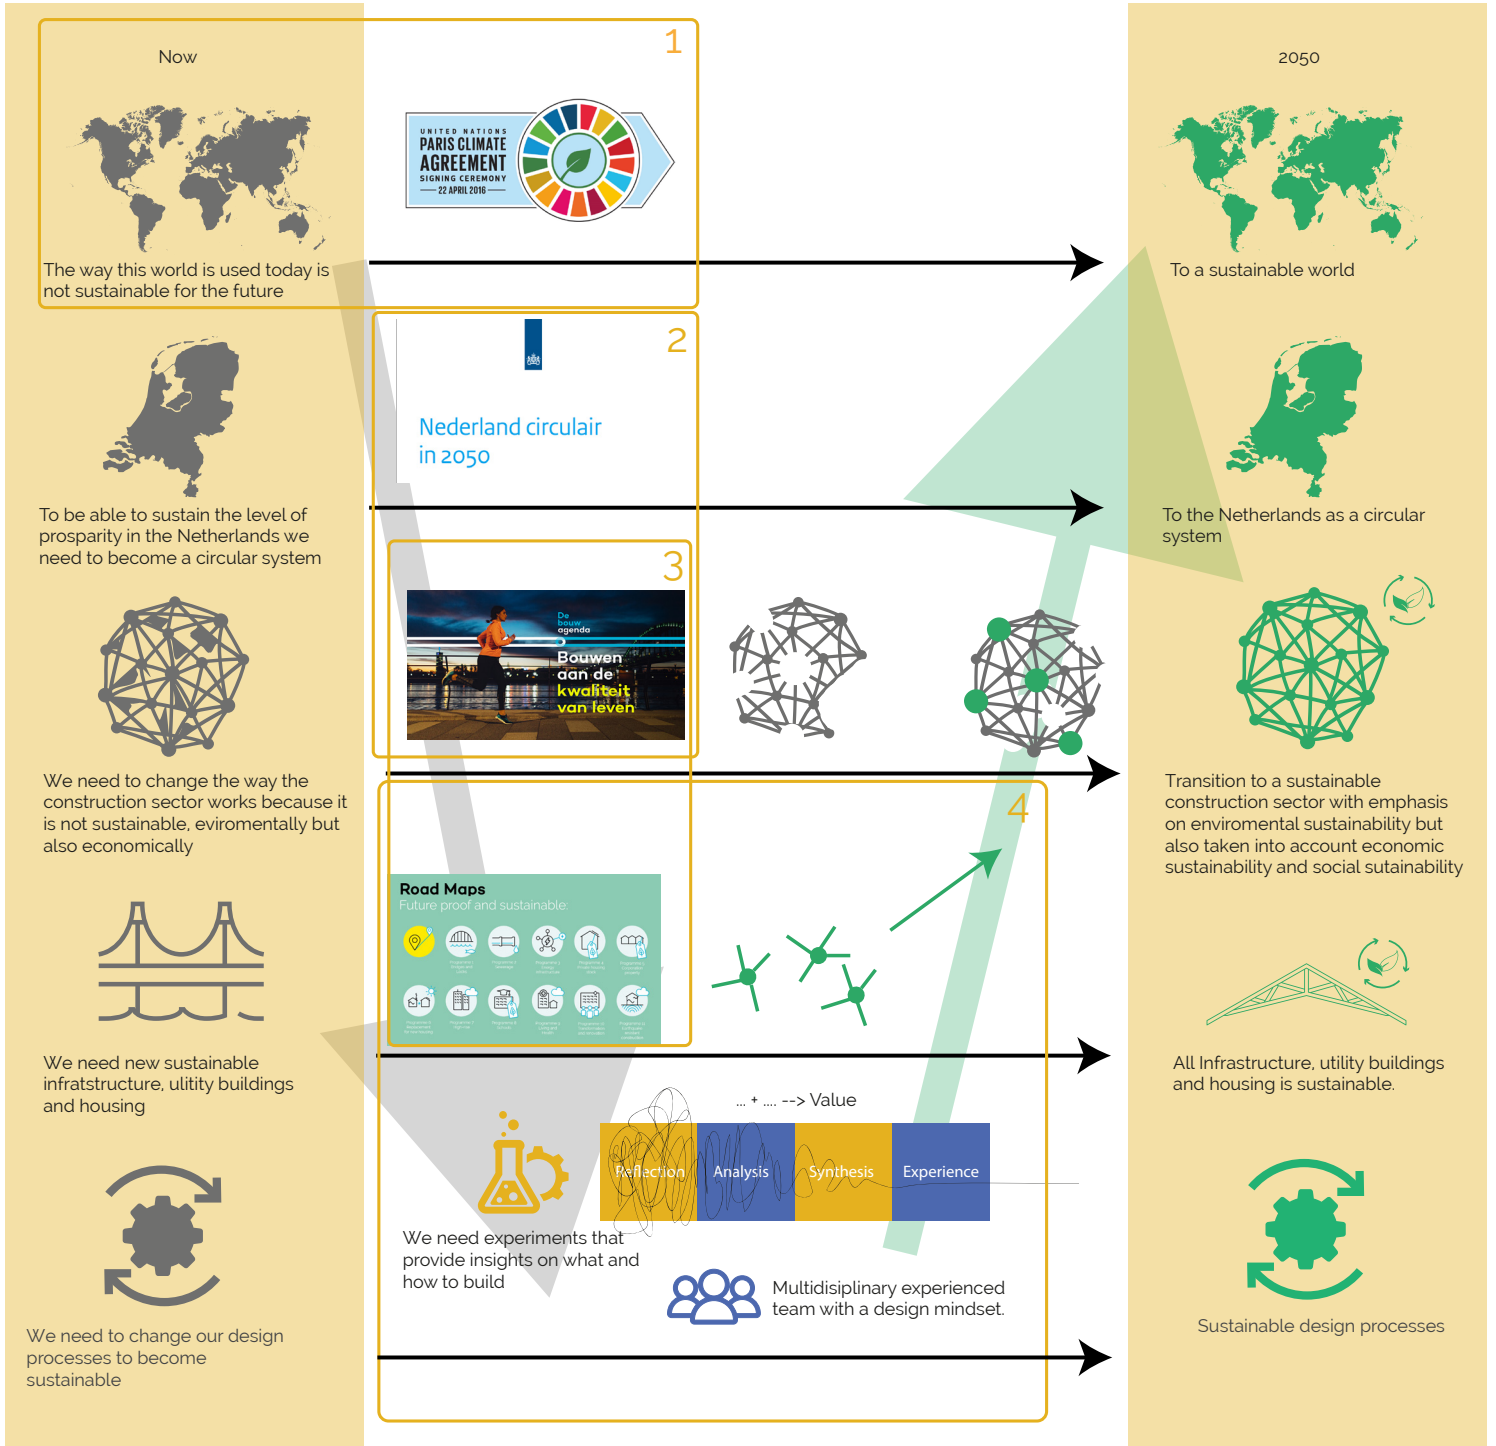 Now
1
2050
UNITED NATIONS
PARIS CLIMATE
AGREEMENT
SIGNING CEREMONY
22 APRIL 2016
The way this world is used today is
not sustainable for the future
To a sustainable world
2
Nederland circulair
in 2050
To be able to sustain the level of
prosparity in the Netherlands we
need to become a circular system
To the Netherlands as a circular
system
3
De
bouw
agenda
Bouwen
aan de
kwaliteit
van leven
We need to change the way the
construction sector works because it
is not sustainable, eviromentally but
also economically
Transition to a sustainable
construction sector with emphasis
on enviromental sustainability but
also taken into account economic
sustainability and social sutainability
4
Road Maps
Future proof and sustainable:
We need new sustainable
infratstructure, ulitity buildings
and housing
All Infrastructure, utility buildings
and housing is sustainable.
... + .... --> Value
Reflection
Analysis
Synthesis
Experience
We need experiments that
provide insights on what and
how to build
Multidisiplinary experienced
team with a design mindset.
We need to change our design
processes to become
sustainable
Sustainable design processes